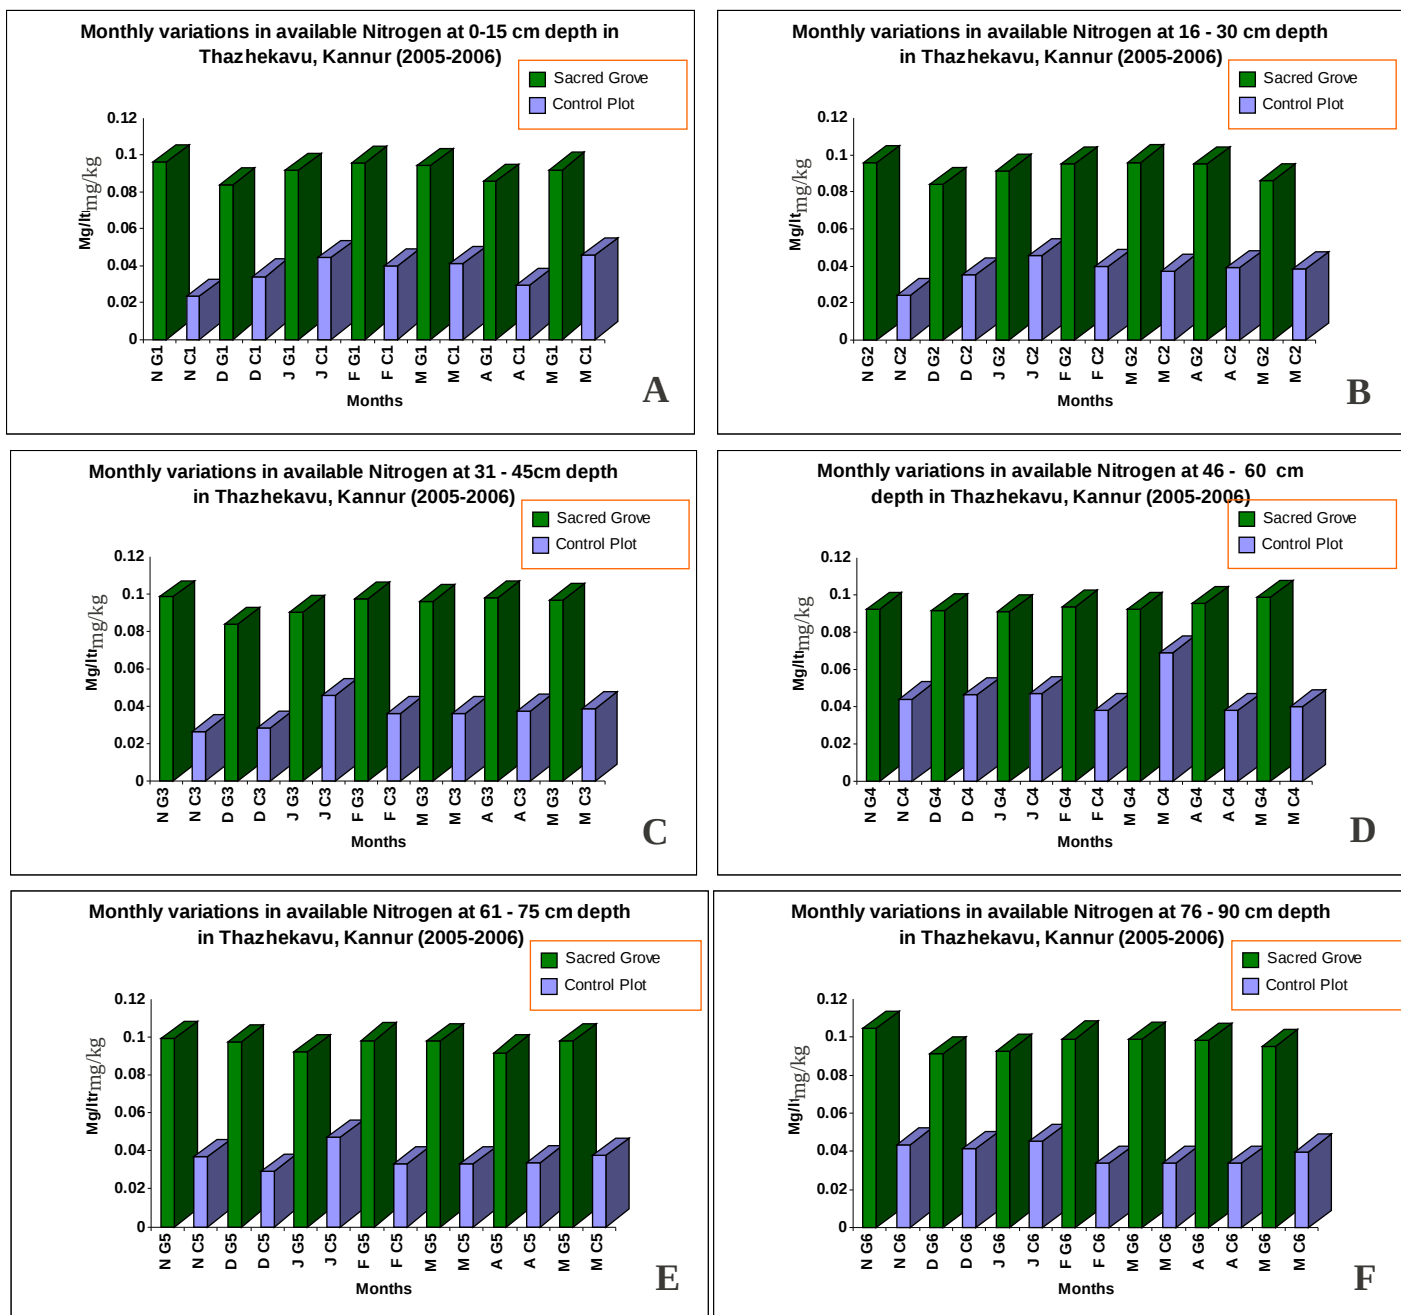 Monthly variations in available Nitrogen at 0-15 cm depth in
Thazhekavu, Kannur (2005-2006)
Sacred Grove
Control Plot
0.12
0.1
0.08
0.06
0.04
0.02
0
Mg/lt mg/kg
N G1
N C1
D G1
D C1
J G1
J C1
F G1
F C1
M G1
M C1
A G1
A C1
M G1
M C1
Months
A
Monthly variations in available Nitrogen at 16 - 30 cm depth
in Thazhekavu, Kannur (2005-2006)
Sacred Grove
Control Plot
0.12
0.1
0.08
0.06
0.04
0.02
0
Mg/lt mg/kg
N G2
N C2
D G2
D C2
J G2
J C2
F G2
F C2
M G2
M C2
A G2
A C2
M G2
M C2
Months
B
Monthly variations in available Nitrogen at 31 - 45cm depth
in Thazhekavu, Kannur (2005-2006)
Sacred Grove
Control Plot
0.12
0.1
0.08
0.06
0.04
0.02
0
Mg/lt mg/kg
N G3
N C3
D G3
D C3
J G3
J C3
F G3
F C3
M G3
M C3
A G3
A C3
M G3
M C3
Months
C
Monthly variations in available Nitrogen at 46 - 60 cm
depth in Thazhekavu, Kannur (2005-2006)
Sacred Grove
Control Plot
0.12
0.1
0.08
0.06
0.04
0.02
0
Mg/lt mg/kg
N G4
N C4
D G4
D C4
J G4
J C4
F G4
F C4
M G4
M C4
A G4
A C4
M G4
M C4
Months
D
Monthly variations in available Nitrogen at 61 - 75 cm depth
in Thazhekavu, Kannur (2005-2006)
Sacred Grove
Control Plot
0.12
0.1
0.08
0.06
0.04
0.02
0
Mg/ltr mg/kg
N G5
N C5
D G5
D C5
J G5
J C5
F G5
F C5
M G5
M C5
A G5
A C5
M G5
M C5
Months
E
Monthly variations in available Nitrogen at 76 - 90 cm depth
in Thazhekavu, Kannur (2005-2006)
Sacred Grove
Control Plot
0.12
0.1
0.08
0.06
0.04
0.02
0
Mg/lt mg/kg
N G6
N C6
D G6
D C6
J G6
J C6
F G6
F C6
M G6
M C6
A G6
A C6
M G6
M C6
Months
F